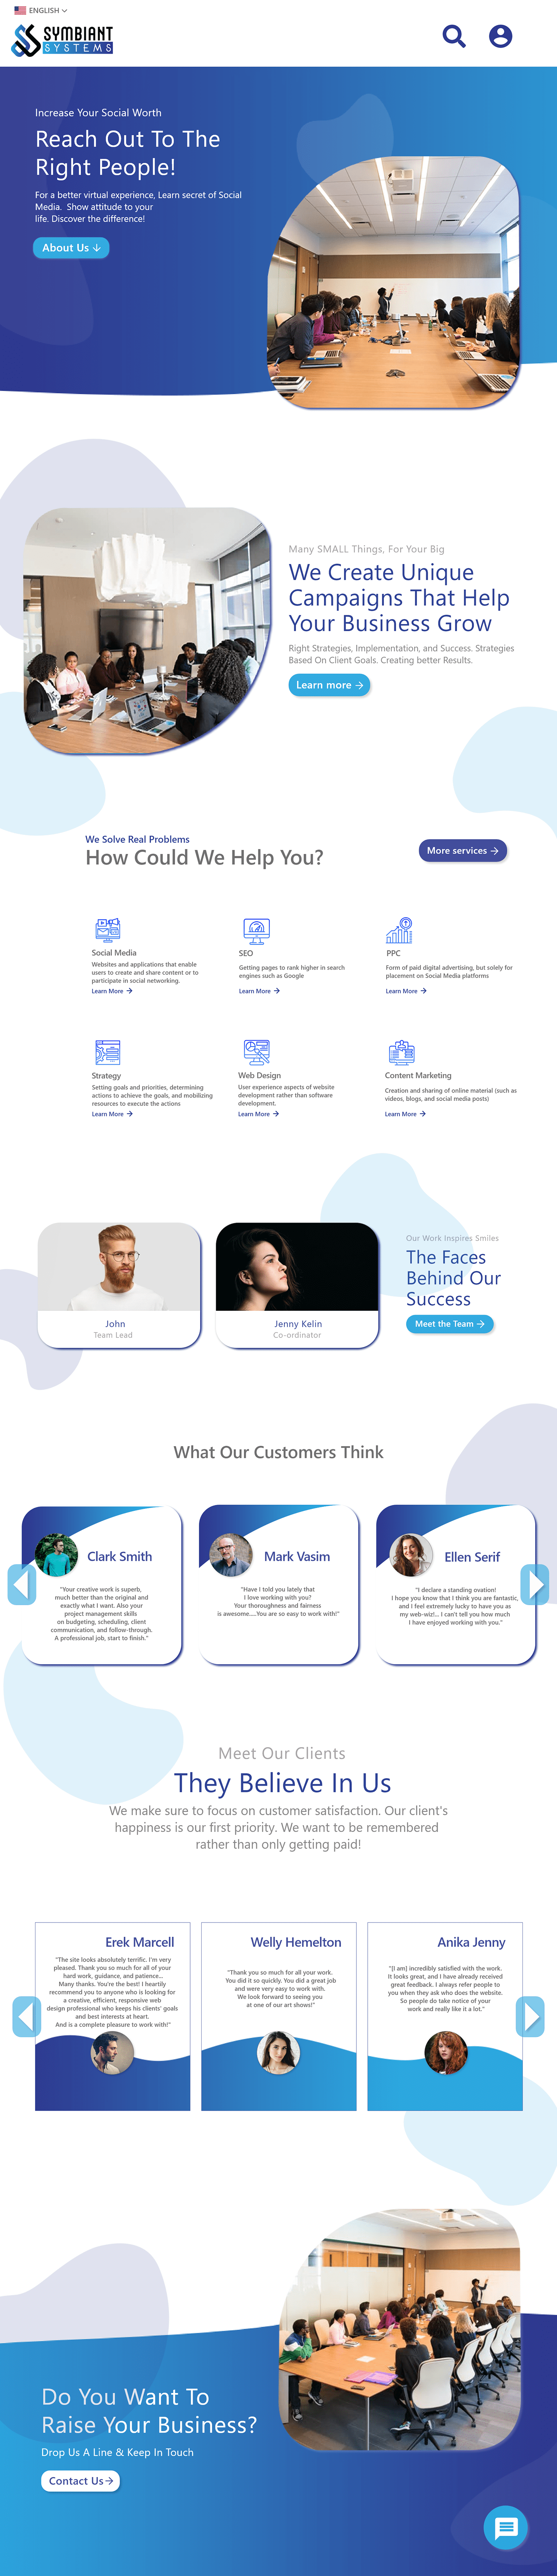 ENGLISH
SYMBIANT
SYSTEMS
Increase Your Social Worth
Reach Out To The
Right People!
For a better virtual experience, Learn secret of Social
Media. Show attitude to your
life. Discover the difference!
About Us
Many SMALL Things, For Your Big
We Create Unique
Campaigns That Help
Your Business Grow
Right Strategies, Implementation, and Success. Strategies
Based On Client Goals. Creating better Results.
Learn more
We Solve Real Problems
How Could We Help You?
More services
Social Media
Websites and applications that enable
users to create and share content or to
participate in social networking.
Learn More
SEO
Getting pages to rank higher in search
engines such as Google
Learn More
PPC
Form of paid digital advertising, but solely for
placement on Social Media platforms
Learn More
Strategy
Setting goals and priorities, determining
actions to achieve the goals, and mobilizing
resources to execute the actions
Learn More
Web Design
User experience aspects of website
development rather than software
development.
Learn More
Content Marketing
Creation and sharing of online material (such as
videos, blogs, and social media posts)
Learn More
John
Team Lead
Jenny Kelin
Co-ordinator
Our Work Inspires Smiles
The Faces
Behind Our
Success
Meet the Team
What Our Customers Think
Clark Smith
"Your creative work is superb,
much better than the original and
exactly what I want. Also your
project management skills
on budgeting, scheduling, client
communication, and follow-through.
A professional job, start to finish."
Mark Vasim
"Have I told you lately that
I love working with you?
Your thoroughness and fairness
is awesome....You are so easy to work with!"
Ellen Serif
"I declare a standing ovation!
I hope you know that I think you are fantastic,
and I feel extremely lucky to have you as
my web-wiz!... I can't tell you how much
I have enjoyed working with you."
Meet Our Clients
They Believe In Us
We make sure to focus on customer satisfaction. Our client's
happiness is our first priority. We want to be remembered
rather than only getting paid!
Erek Marcell
"The site looks absolutely terrific. I'm very
pleased. Thank you so much for all of your
hard work, guidance, and patience...
Many thanks. You're the best! I heartily
recommend you to anyone who is looking for
a creative, efficient, responsive web
design professional who keeps his clients' goals
and best interests at heart.
And is a complete pleasure to work with!"
Welly Hemelton
"Thank you so much for all your work.
You did it so quickly. You did a great job
and were very easy to work with.
We look forward to seeing you
at one of our art shows!"
Anika Jenny
"[I am] incredibly satisfied with the work.
It looks great, and I have already received
great feedback. I always refer people to
you when they ask who does the website.
So people do take notice of your
work and really like it a lot."
Do You Want To
Raise Your Business?
Drop Us A Line & Keep In Touch
Contact Us